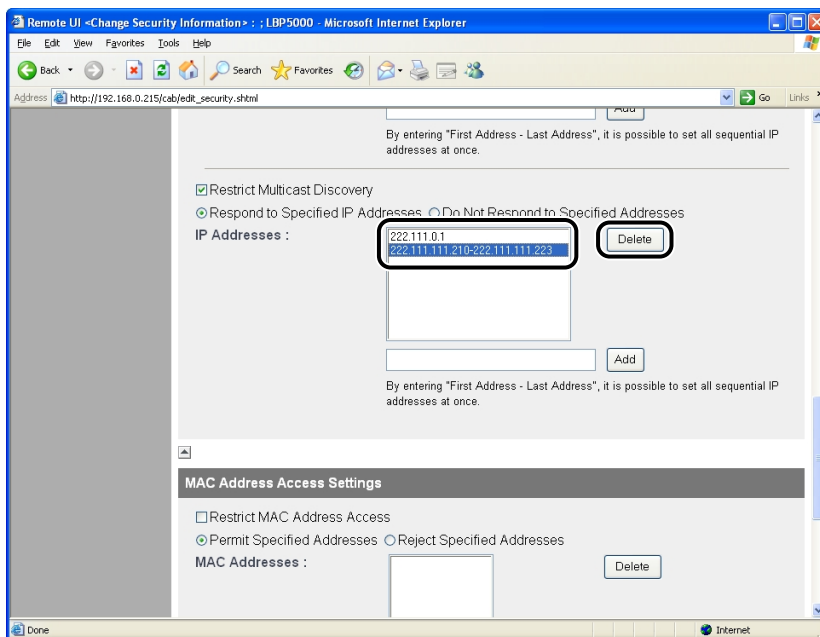 Remote UI <Change Security Information> : ; LBP5000 - Microsoft Internet Explorer
File Edit View Favorites Tools Help
Back Search Favorites
Address http://192.168.0.215/cab/edit_security.shtml Go Links
Add
By entering "First Address - Last Address", it is possible to set all sequential IP
addresses at once.
Restrict Multicast Discovery
Respond to Specified IP Addresses Do Not Respond to Specified Addresses
IP Addresses :
222.111.0.1
222.111.111.210-222.111.111.223
Delete
Add
By entering "First Address - Last Address", it is possible to set all sequential IP
addresses at once.
MAC Address Access Settings
Restrict MAC Address Access
Permit Specified Addresses Reject Specified Addresses
MAC Addresses :
Delete
Done Internet